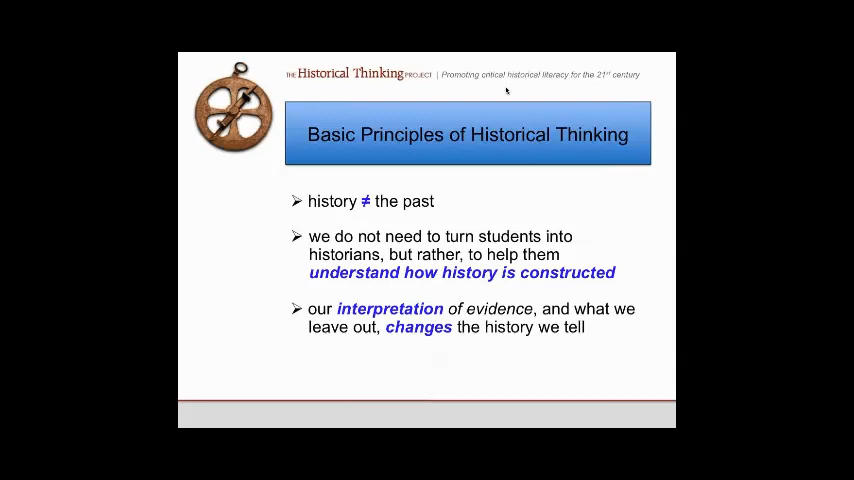 THE Historical Thinking PROJECT | Promoting critical historical literacy for the 21st century
Basic Principles of Historical Thinking
➢ history ≠ the past
➢ we do not need to turn students into
historians, but rather, to help them
understand how history is constructed
➢ our interpretation of evidence, and what we
leave out, changes the history we tell